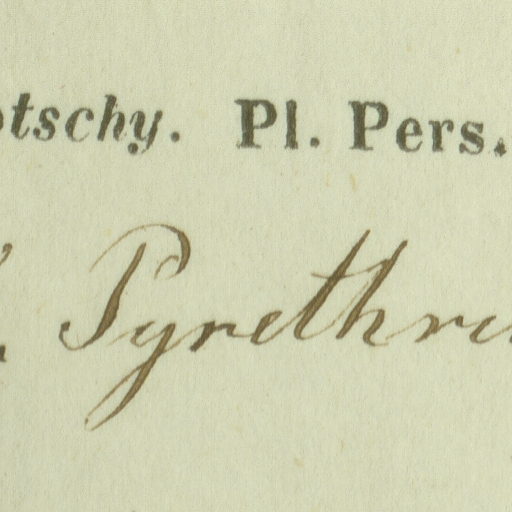 otschy. Pl. Pers.
Pyrethru